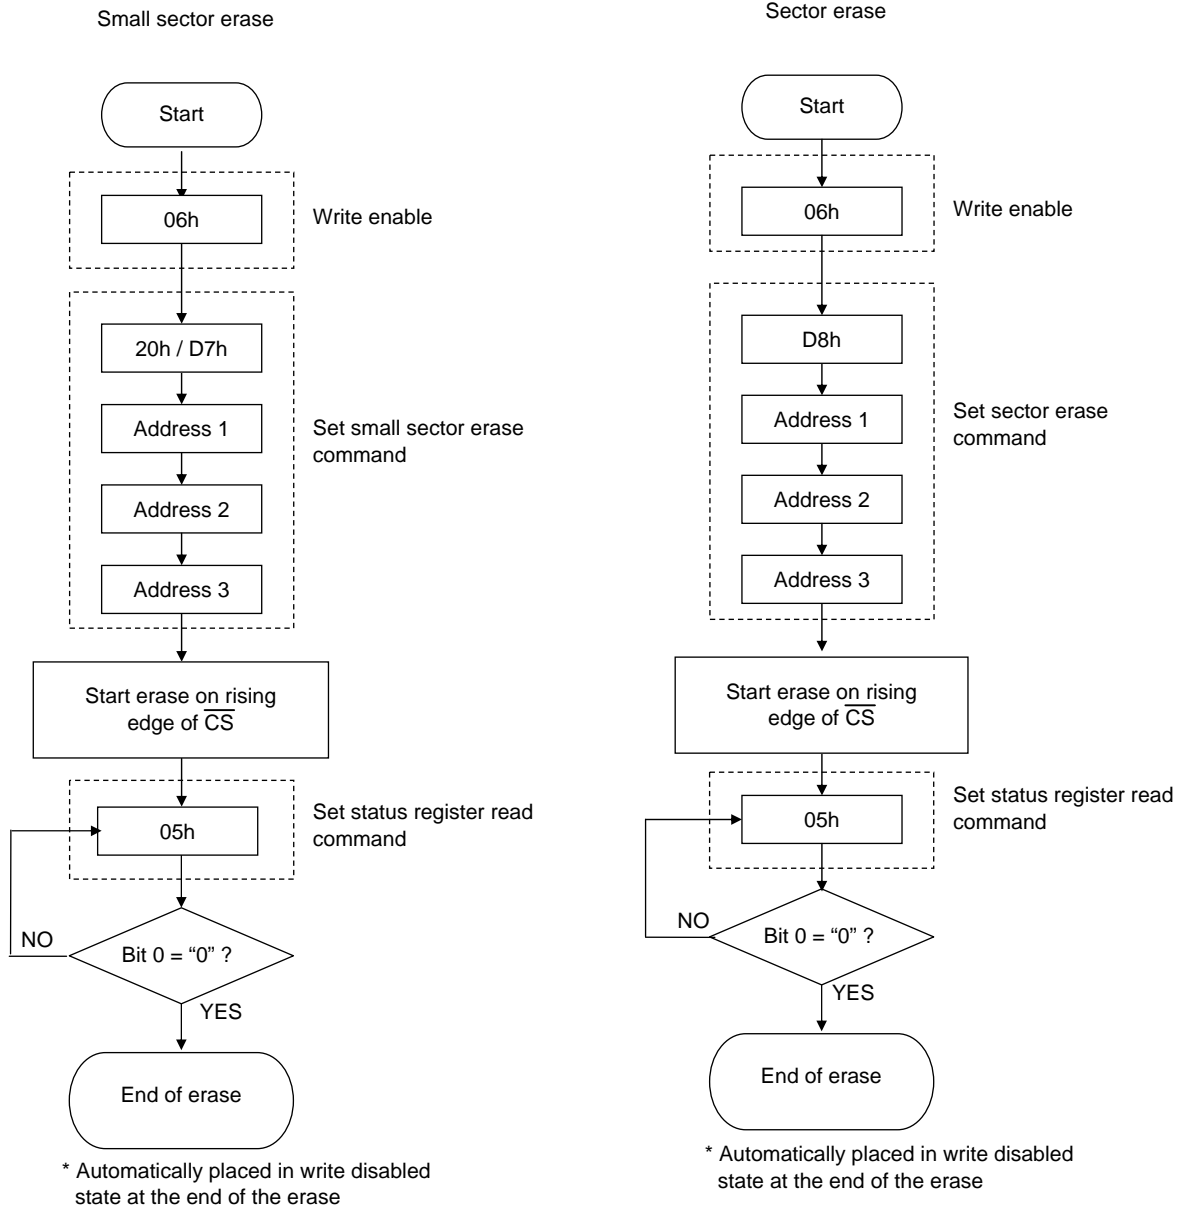 Small sector erase
Start
06h
Write enable
20h / D7h
Address 1
Address 2
Address 3
Set small sector erase
command
Start erase on rising
edge of C̅S̅
05h
Set status register read
command
NO
Bit 0 = “0” ?
YES
End of erase
* Automatically placed in write disabled
state at the end of the erase
Sector erase
Start
06h
Write enable
D8h
Address 1
Address 2
Address 3
Set sector erase
command
Start erase on rising
edge of C̅S̅
05h
Set status register read
command
NO
Bit 0 = “0” ?
YES
End of erase
* Automatically placed in write disabled
state at the end of the erase